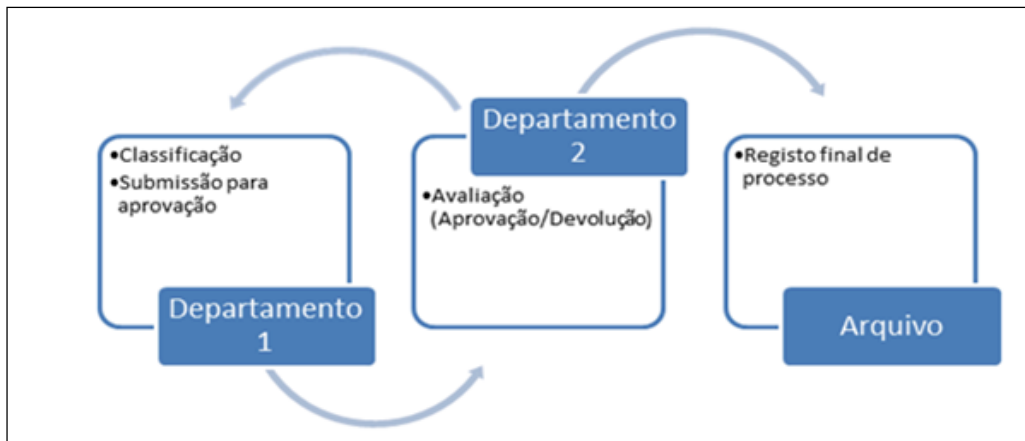 •Classificação
•Submissão para
aprovação
Departamento
1
Departamento
2
•Avaliação
(Aprovação/Devolução)
•Registo final de
processo
Arquivo